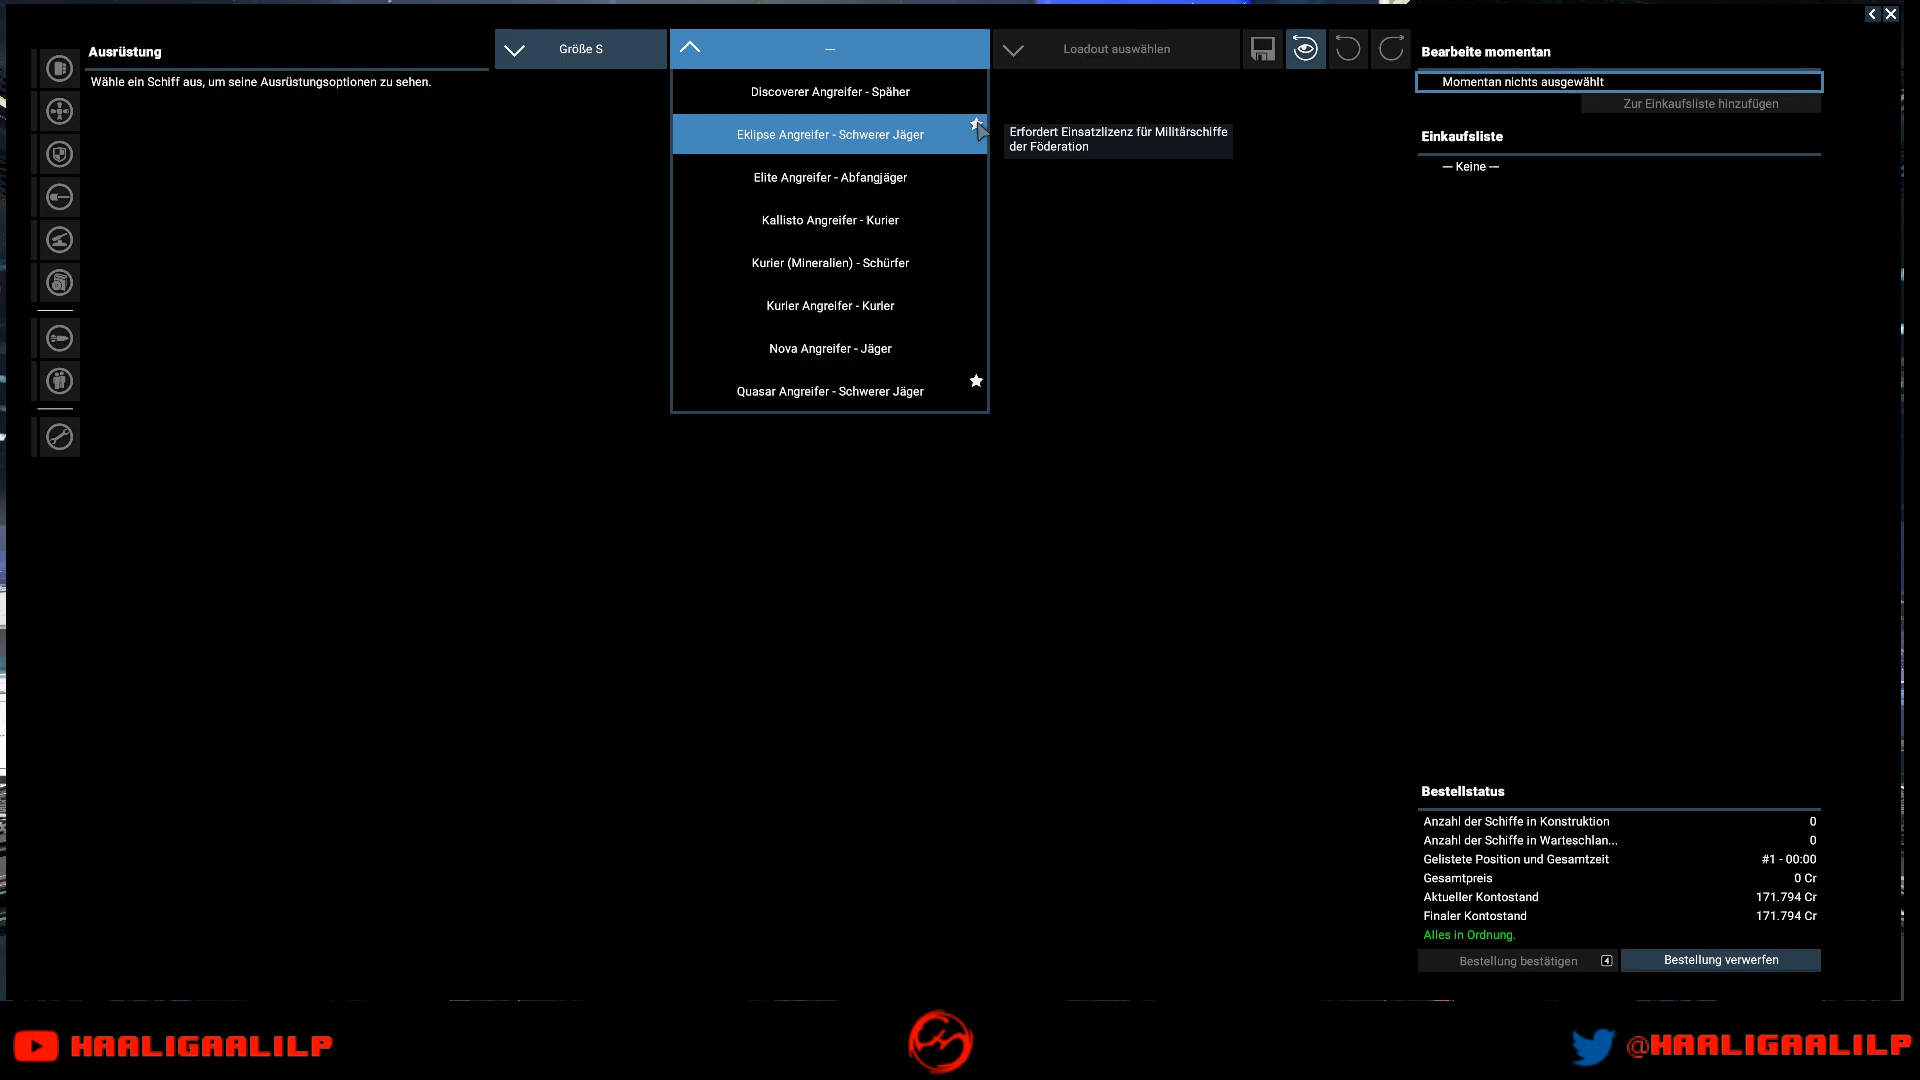 Ausrüstung
Wähle ein Schiff aus, um seine Ausrüstungsoptionen zu sehen.
Größe S
—
Loadout auswählen
Discoverer Angreifer - Späher
Eklipse Angreifer - Schwerer Jäger
Elite Angreifer - Abfangjäger
Kallisto Angreifer - Kurier
Kurier (Mineralien) - Schürfer
Kurier Angreifer - Kurier
Nova Angreifer - Jäger
Quasar Angreifer - Schwerer Jäger
Erfordert Einsatzlizenz für Militärschiffe
der Föderation
Bearbeite momentan
Momentan nichts ausgewählt
Zur Einkaufsliste hinzufügen
Einkaufsliste
— Keine —
Bestellstatus
Anzahl der Schiffe in Konstruktion 0
Anzahl der Schiffe in Warteschlan... 0
Gelistete Position und Gesamtzeit #1 - 00:00
Gesamtpreis 0 Cr
Aktueller Kontostand 171.794 Cr
Finaler Kontostand 171.794 Cr
Alles in Ordnung.
Bestellung bestätigen 4
Bestellung verwerfen
HAALIGAALILP
@HAALIGAALILP